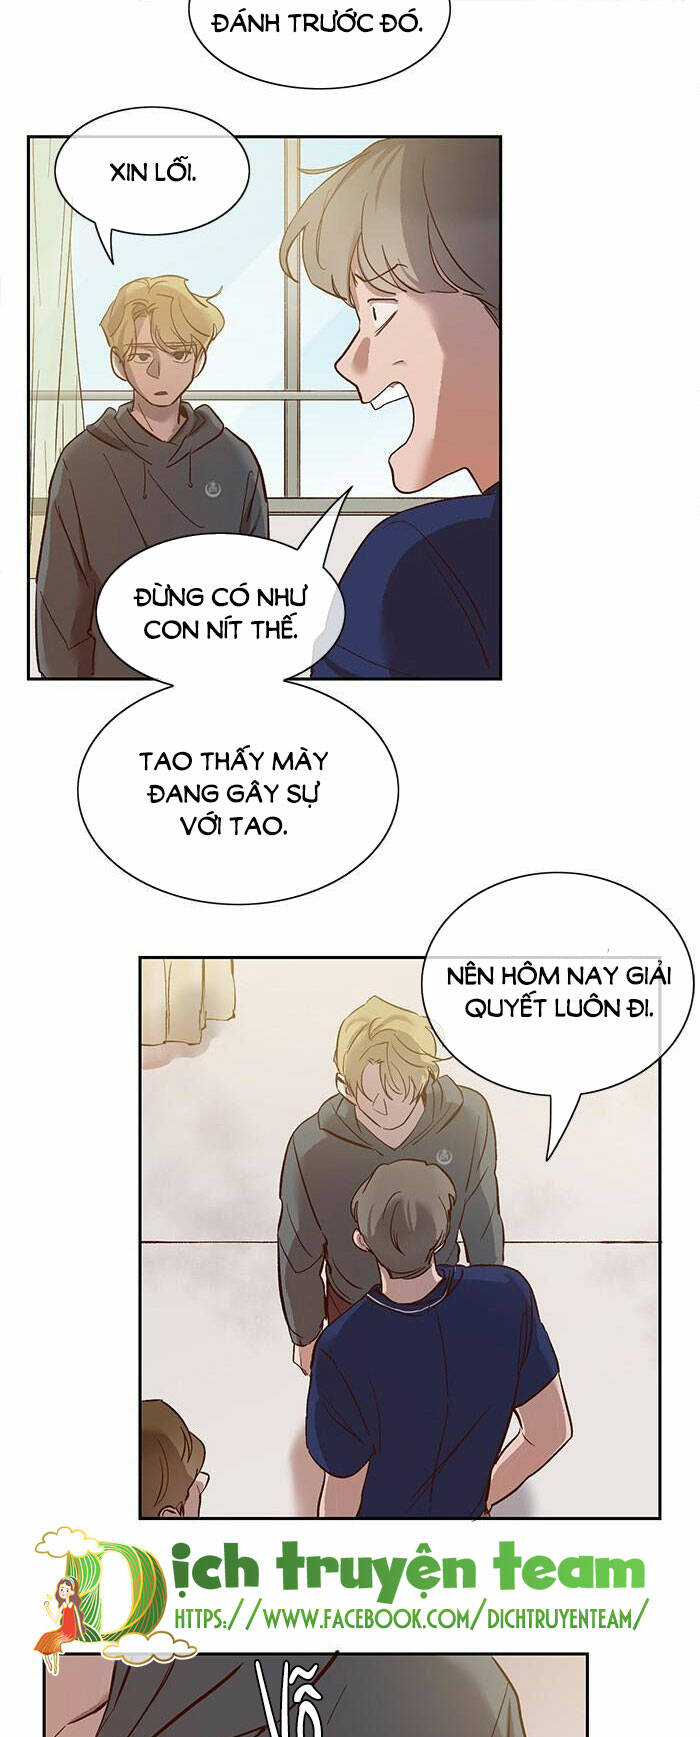 ĐÁNH TRƯỚC ĐÓ.
XIN LỖI.
ĐỪNG CÓ NHƯ
CON NÍT THẾ.
TAO THẤY MÀY
ĐANG GÂY SỰ
VỚI TAO.
NÊN HÔM NAY GIẢI
QUYẾT LUÔN ĐI.
Dịch truyện team
HTTPS://WWW.FACEBOOK.COM/DICHTRUYENTEAM/